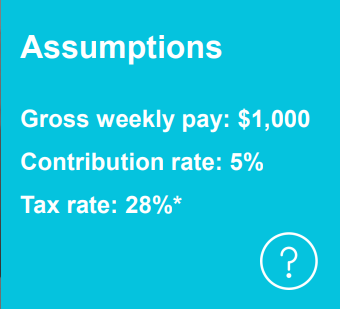 Assumptions
Gross weekly pay: $1,000
Contribution rate: 5%
Tax rate: 28%*
?